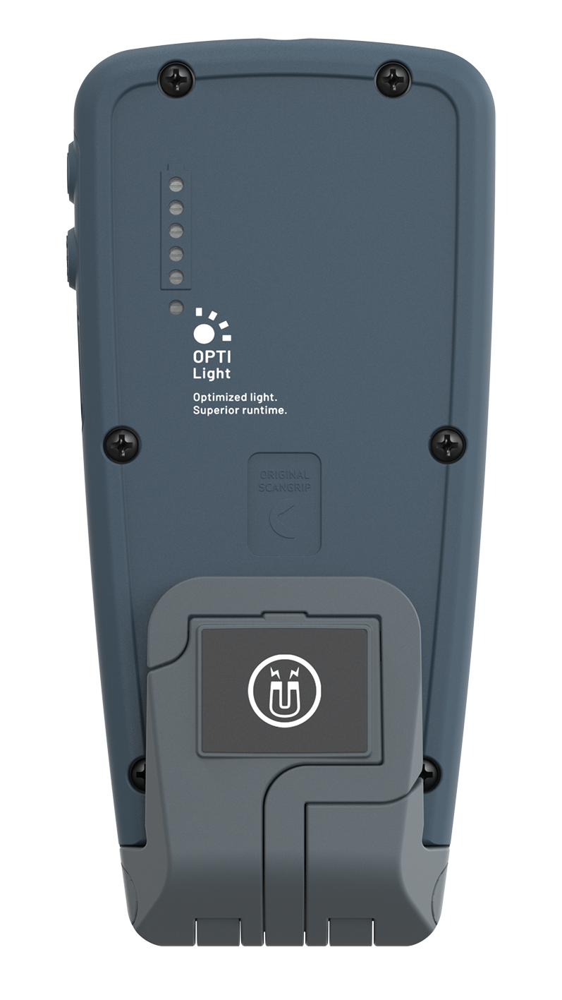 OPTI
Light
Optimized light.
Superior runtime.
ORIGINAL
SCANGRIP